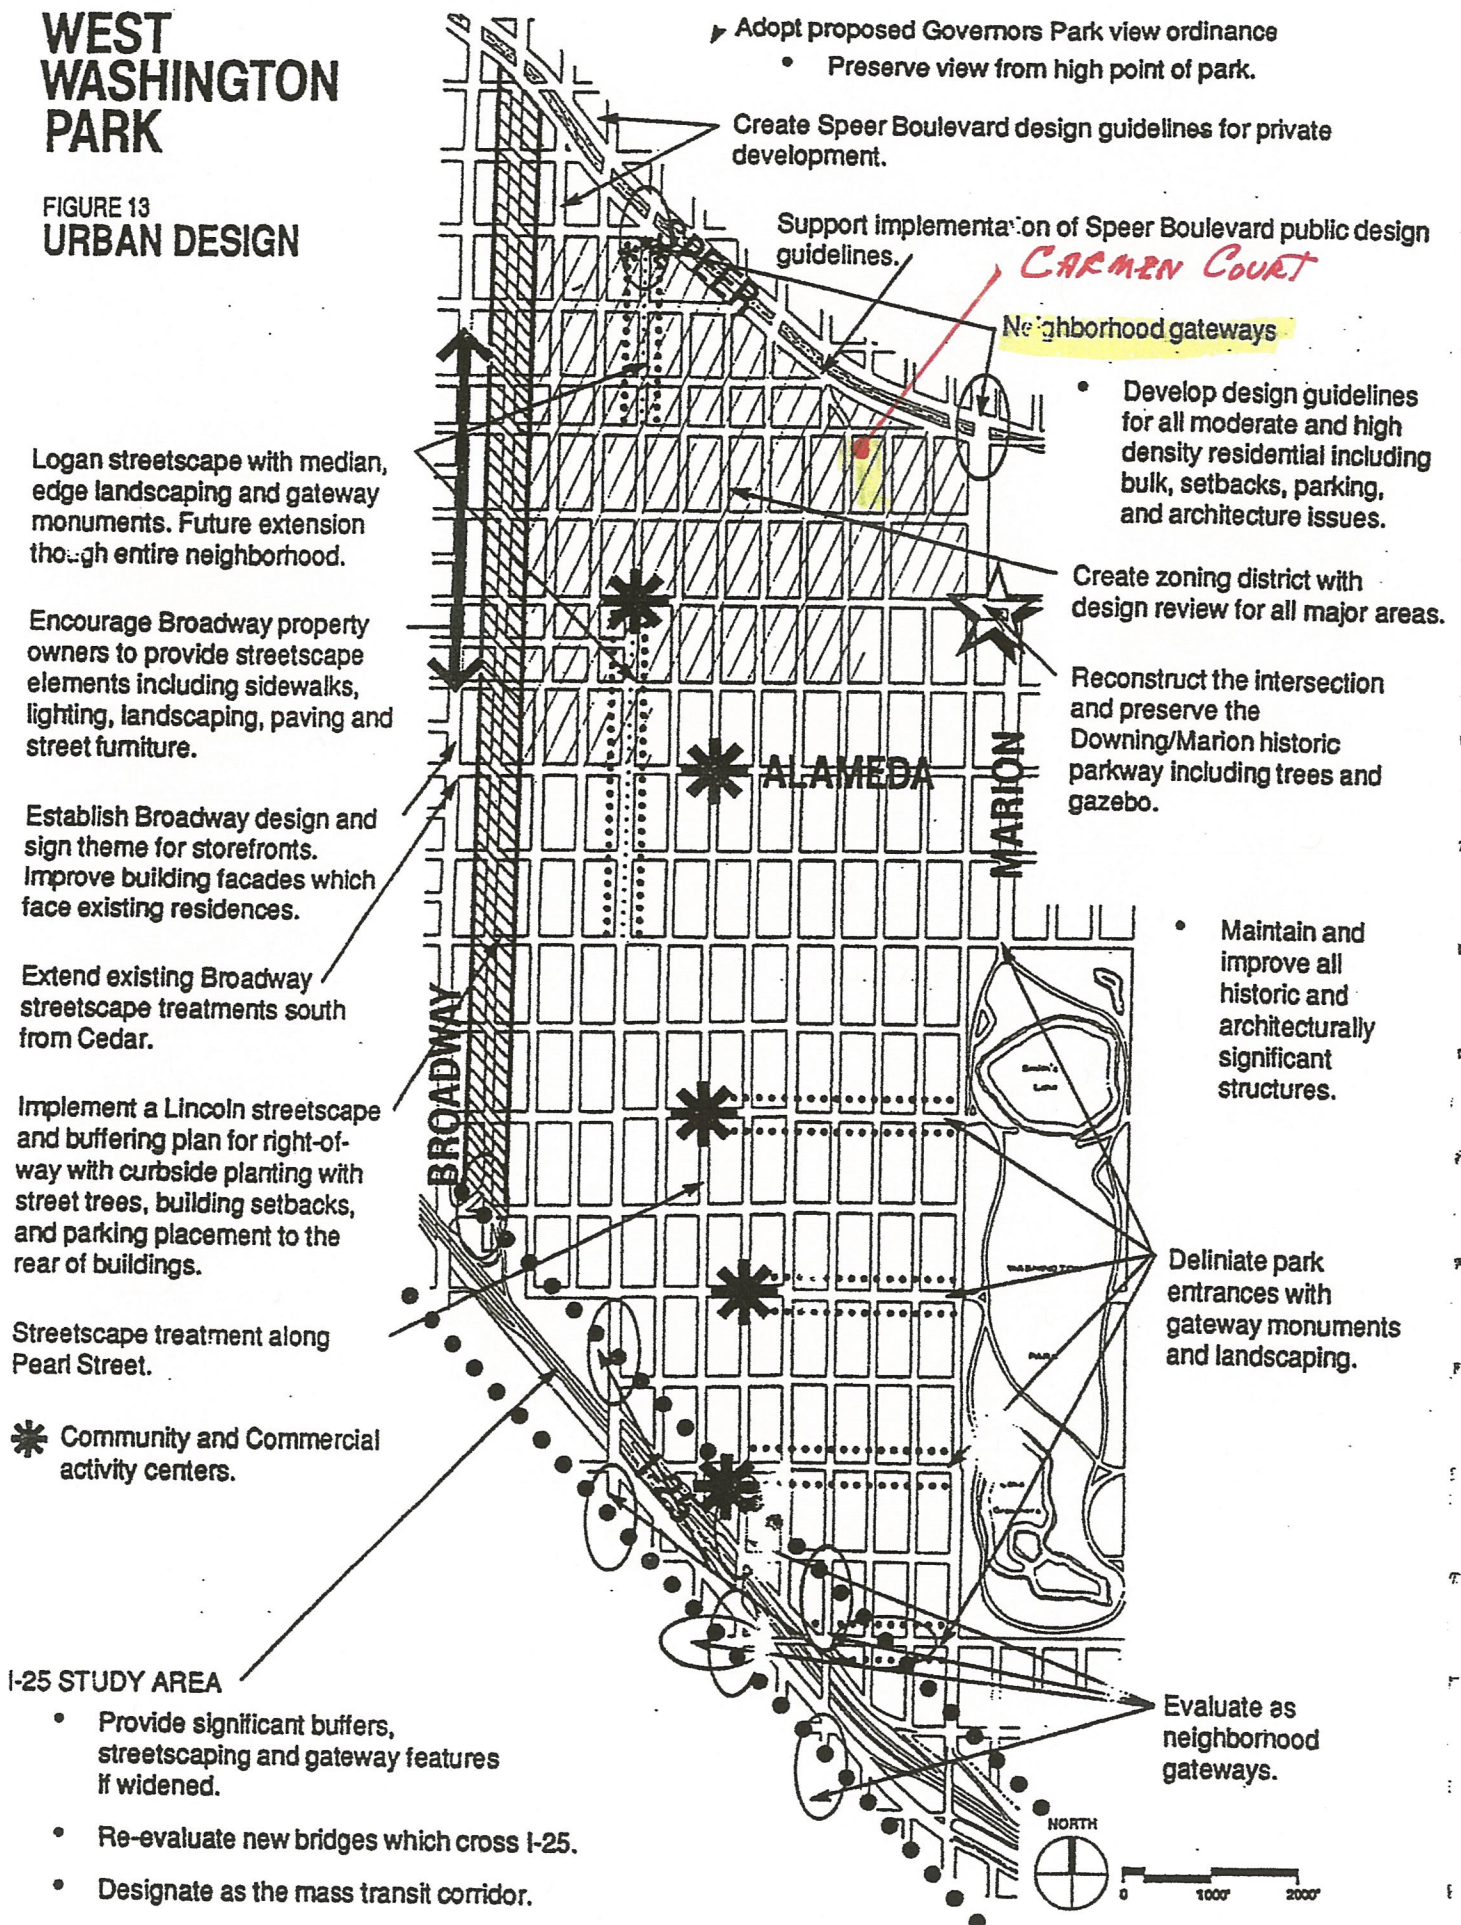 WEST
WASHINGTON
PARK
FIGURE 13
URBAN DESIGN
Adopt proposed Governors Park view ordinance
• Preserve view from high point of park.
Create Speer Boulevard design guidelines for private
development.
Support implementation of Speer Boulevard public design
guidelines.
CARMEN COURT
Neighborhood gateways
• Develop design guidelines
for all moderate and high
density residential including
bulk, setbacks, parking,
and architecture issues.
Create zoning district with
design review for all major areas.
Reconstruct the intersection
and preserve the
Downing/Marion historic
parkway including trees and
gazebo.
• Maintain and
improve all
historic and
architecturally
significant
structures.
Deliniate park
entrances with
gateway monuments
and landscaping.
Evaluate as
neighborhood
gateways.
Logan streetscape with median,
edge landscaping and gateway
monuments. Future extension
though entire neighborhood.
Encourage Broadway property
owners to provide streetscape
elements including sidewalks,
lighting, landscaping, paving and
street furniture.
Establish Broadway design and
sign theme for storefronts.
Improve building facades which
face existing residences.
Extend existing Broadway
streetscape treatments south
from Cedar.
Implement a Lincoln streetscape
and buffering plan for right-of-
way with curbside planting with
street trees, building setbacks,
and parking placement to the
rear of buildings.
Streetscape treatment along
Pearl Street.
Community and Commercial
activity centers.
I-25 STUDY AREA
• Provide significant buffers,
streetscaping and gateway features
if widened.
• Re-evaluate new bridges which cross I-25.
• Designate as the mass transit corridor.
SPEER
ALAMEDA
MARION
BROADWAY
I-25
Smith's
Lake
WASHINGTON
PARK
NORTH
0 1000' 2000'